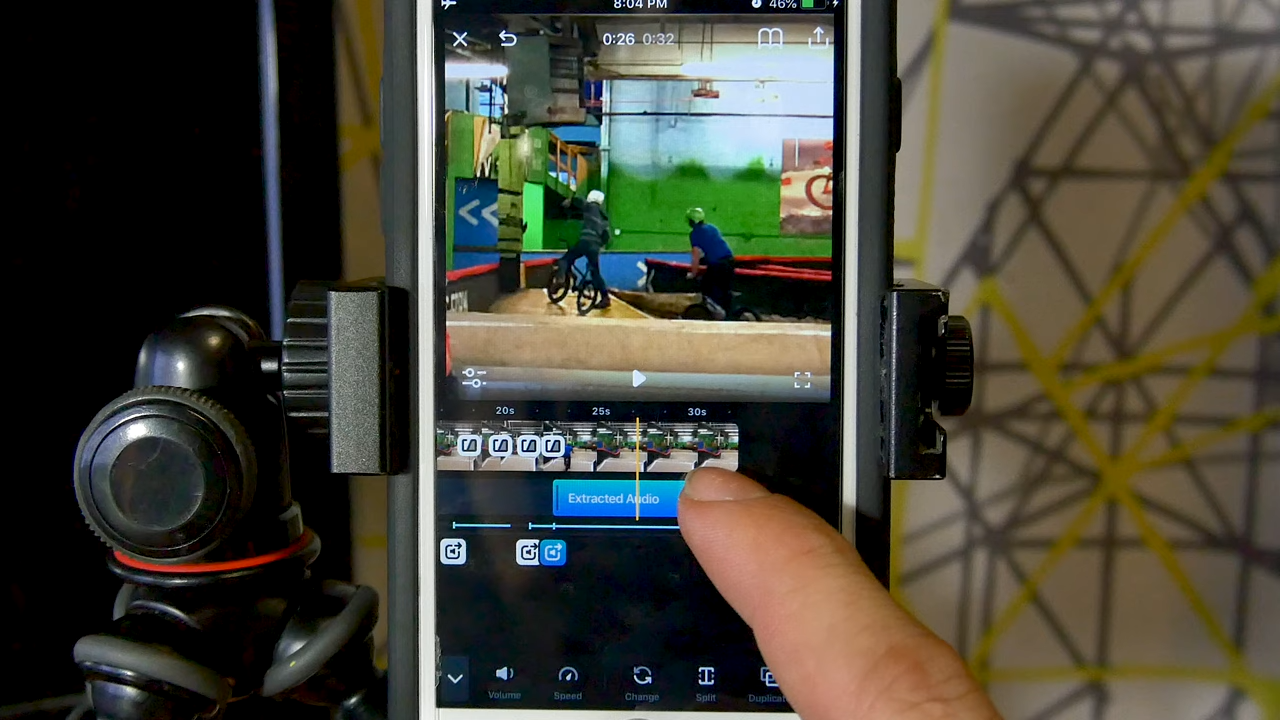 8:04 PM 46%
0:26 0:32
20s 25s 30s
Extracted Audio
Volume Speed Change Split